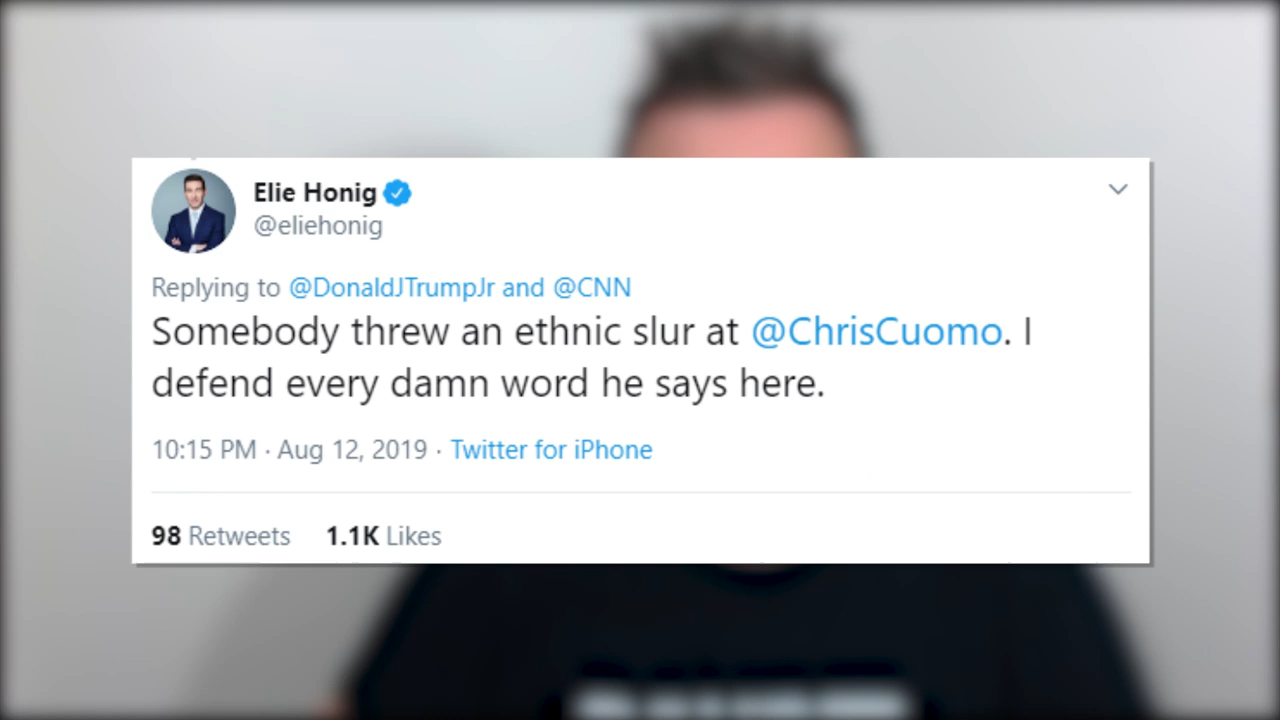 Elie Honig
@eliehonig
Replying to @DonaldJTrumpJr and @CNN
Somebody threw an ethnic slur at @ChrisCuomo. I
defend every damn word he says here.
10:15 PM · Aug 12, 2019 · Twitter for iPhone
98 Retweets 1.1K Likes